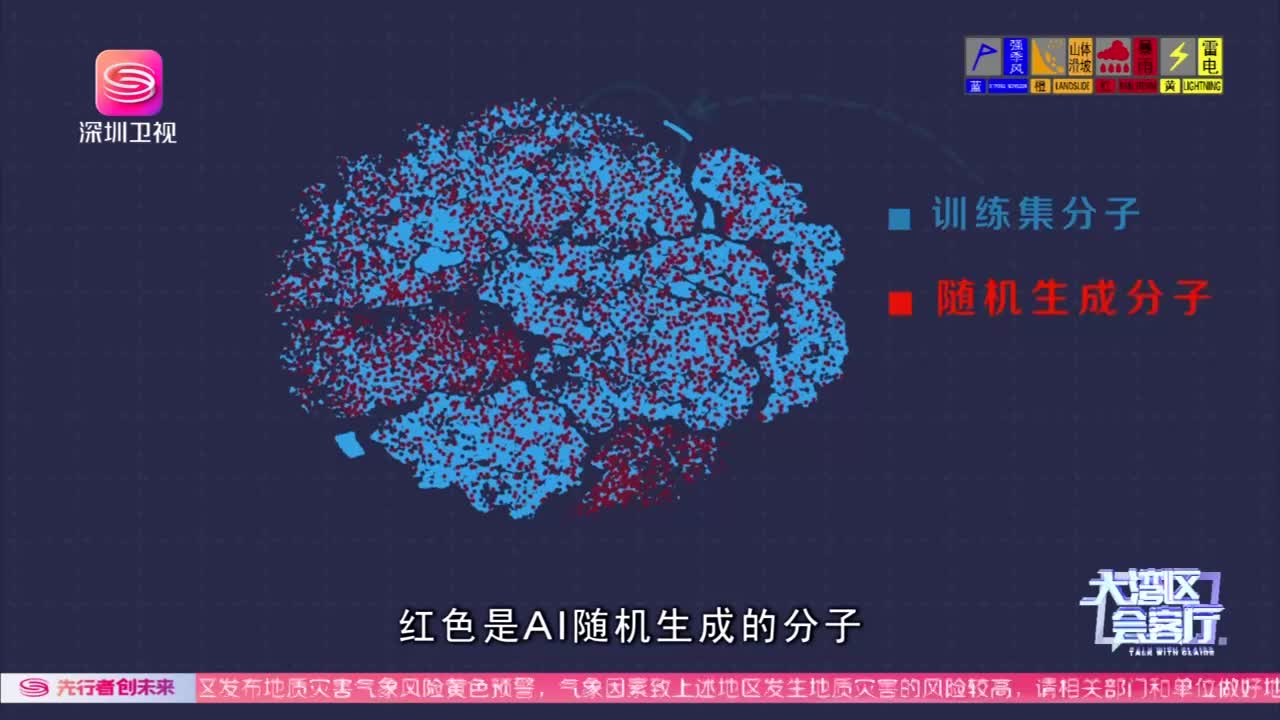 深圳卫视
强季风
山体滑坡
暴雨
雷电
蓝
橙 LANDSLIDE
红
黄 LIGHTNING
训练集分子
随机生成分子
大湾区
会客厅
TALK WITH CLAIRE
红色是AI随机生成的分子
先行者创未来
区发布地质灾害气象风险黄色预警，气象因素致上述地区发生地质灾害的风险较高，请相关部门和单位做好地